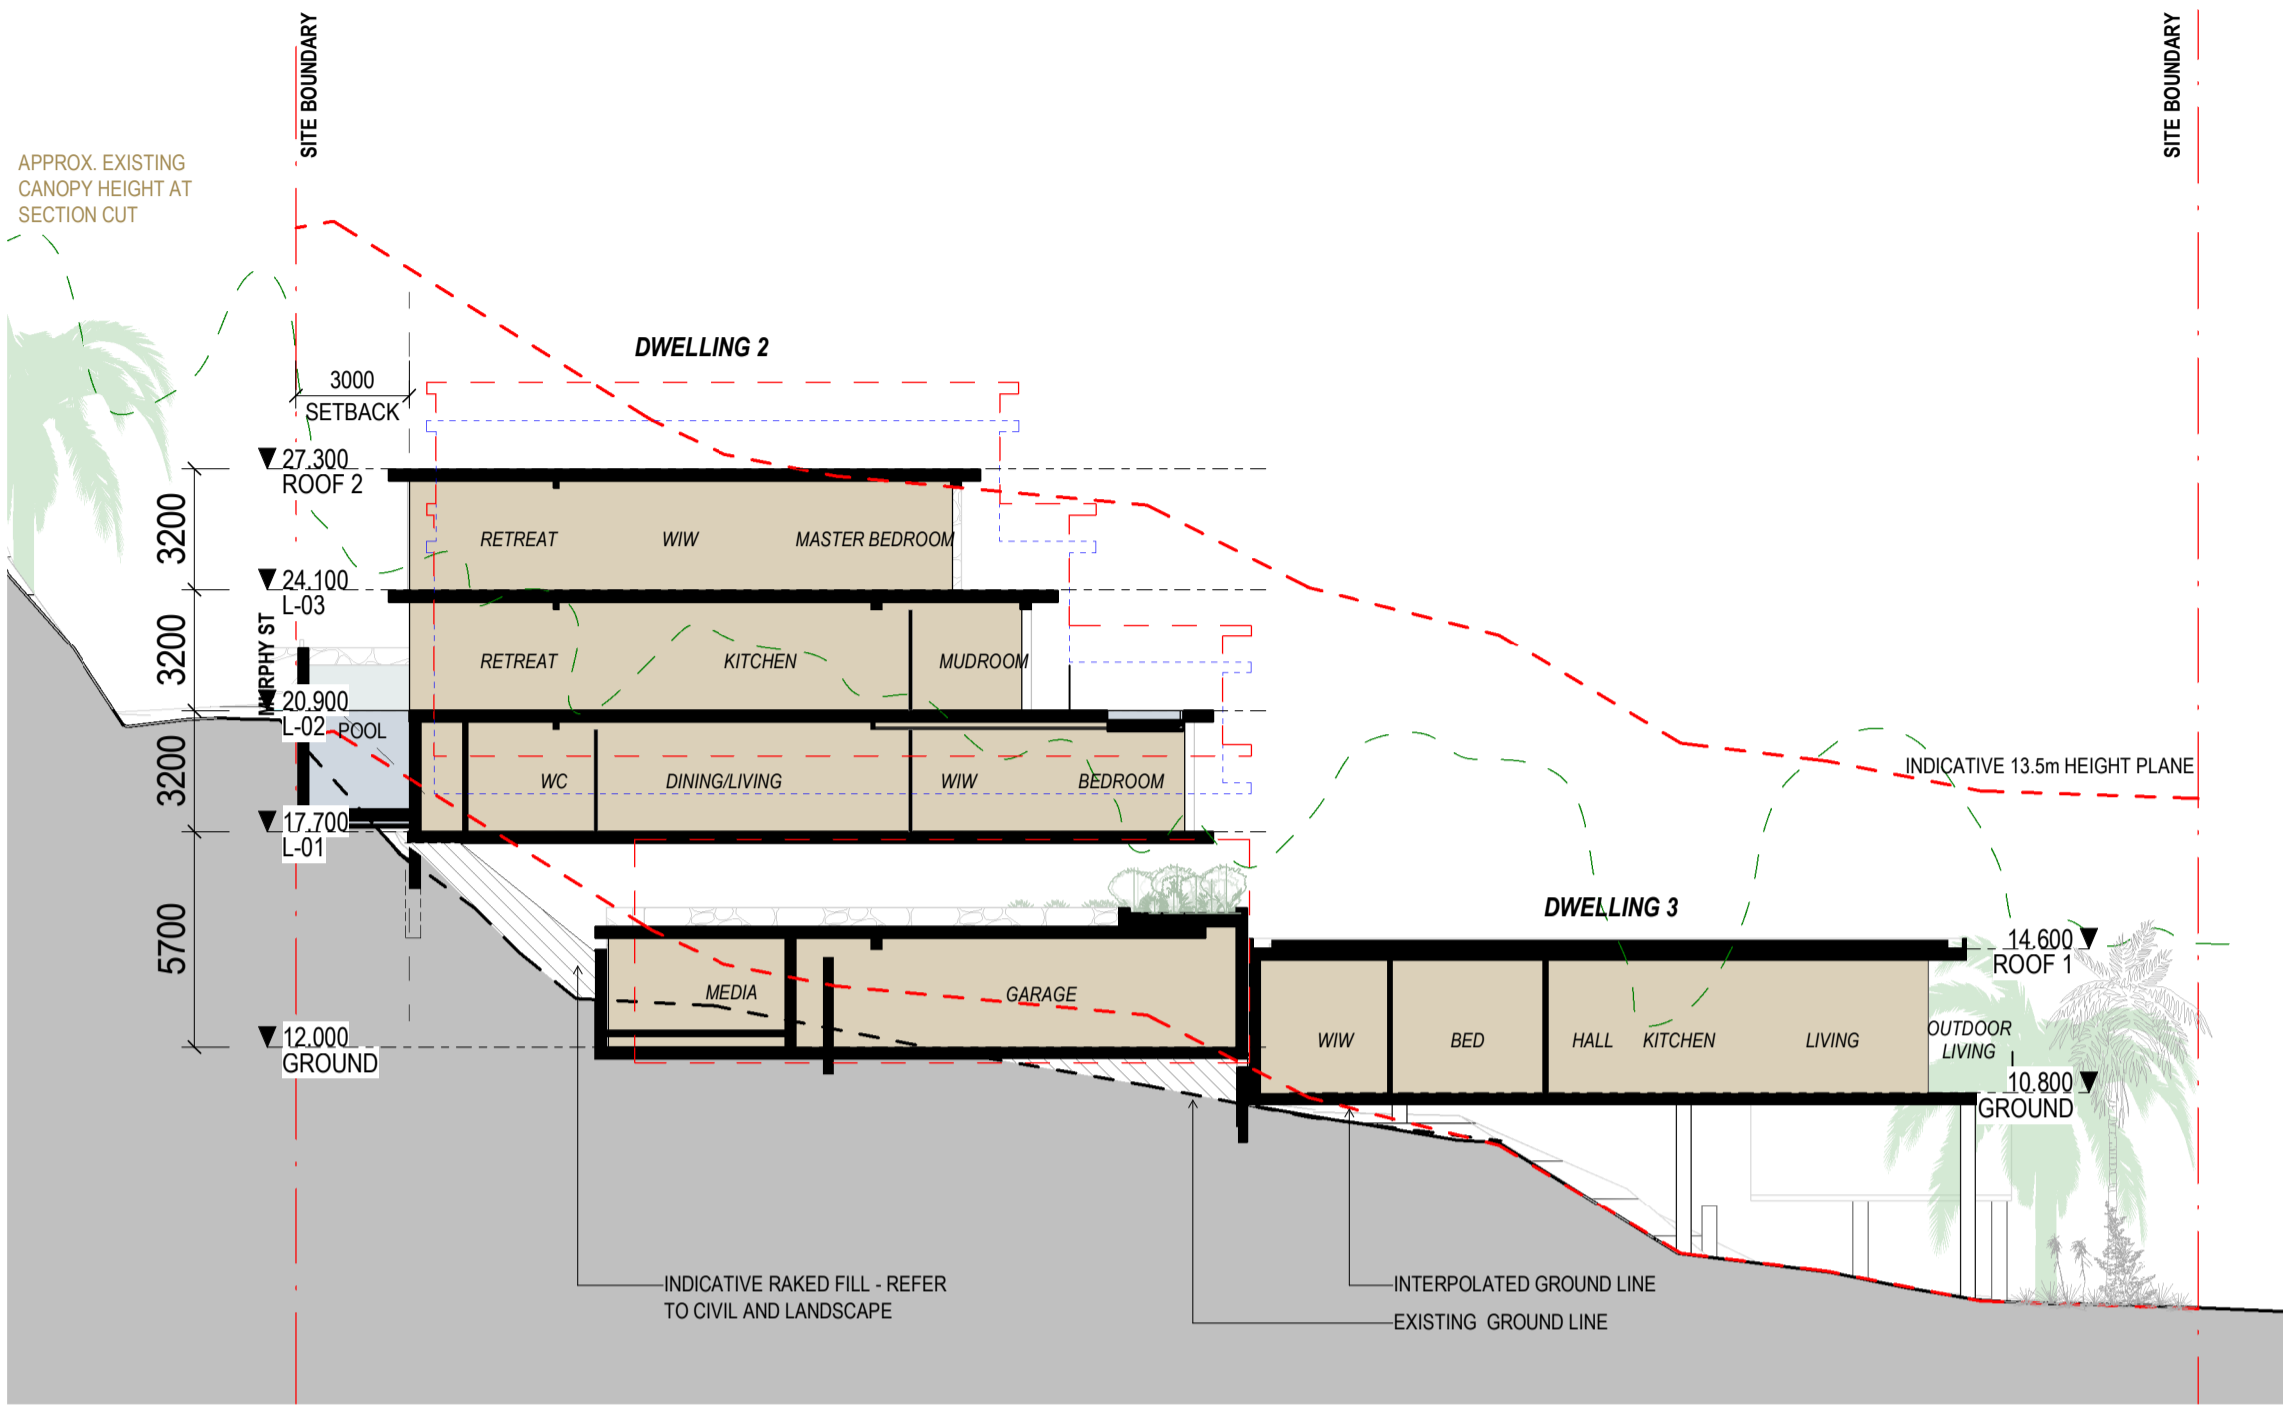 SITE BOUNDARY
SITE BOUNDARY
APPROX. EXISTING
CANOPY HEIGHT AT
SECTION CUT
DWELLING 2
3000
SETBACK
27.300
ROOF 2
3200
RETREAT
WIW
MASTER BEDROOM
24.100
L-03
3200
MURPHY ST
RETREAT
KITCHEN
MUDROOM
20.900
L-02
POOL
3200
WC
DINING/LIVING
WIW
BEDROOM
INDICATIVE 13.5m HEIGHT PLANE
17.700
L-01
5700
DWELLING 3
14.600
ROOF 1
MEDIA
GARAGE
12.000
GROUND
WIW
BED
HALL
KITCHEN
LIVING
OUTDOOR
LIVING
10.800
GROUND
INDICATIVE RAKED FILL - REFER
TO CIVIL AND LANDSCAPE
INTERPOLATED GROUND LINE
EXISTING GROUND LINE